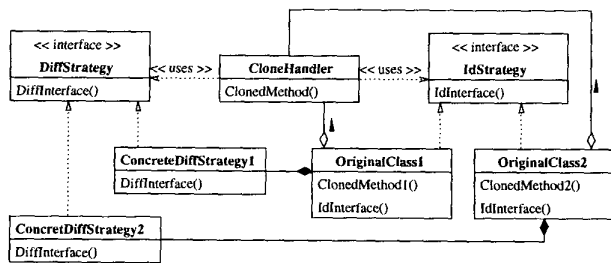 << interface >>
DiffStrategy
DiffInterface()
<< uses >>
CloneHandler
ClonedMethod()
<< uses >>
<< interface >>
IdStrategy
IdInterface()
ConcreteDiffStrategy1
DiffInterface()
OriginalClass1
ClonedMethod1()
IdInterface()
OriginalClass2
ClonedMethod2()
IdInterface()
ConcretDiffStrategy2
DiffInterface()